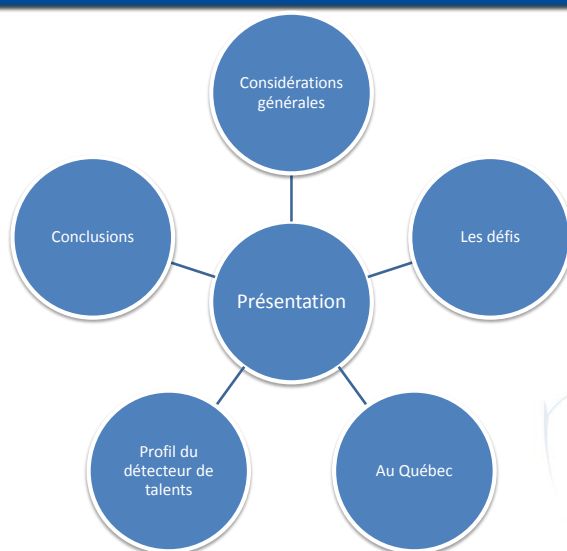 Considérations
générales
Conclusions
Les défis
Présentation
Profil du
détecteur de
talents
Au Québec